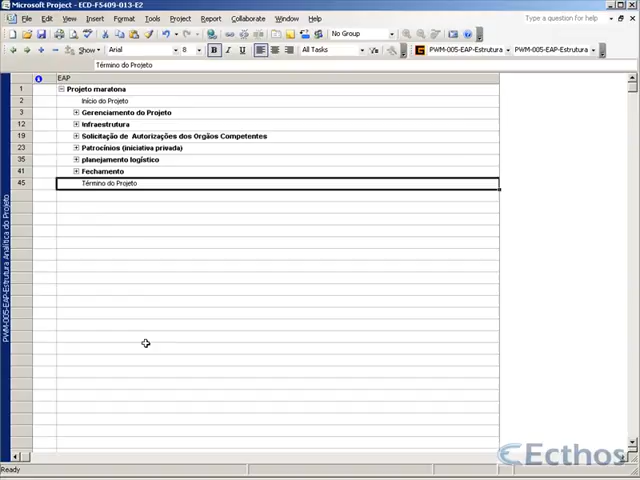 Microsoft Project - ECD-F5409-013-E2
File Edit View Insert Format Tools Project Report Collaborate Window Help
Type a question for help
No Group
Show Arial 8 B I U All Tasks PWM-005-EAP-Estrutura PWM-005-EAP-Estrutura
Término do Projeto
EAP
1 Projeto maratona
2 Início do Projeto
3 Gerenciamento do Projeto
12 Infraestrutura
19 Solicitação de Autorizações dos Orgãos Competentes
23 Patrocínios (iniciativa privada)
35 planejamento logístico
41 Fechamento
45 Término do Projeto
PWM-005-EAP-Estrutura Analítica do Projeto
Ecthos
Ready